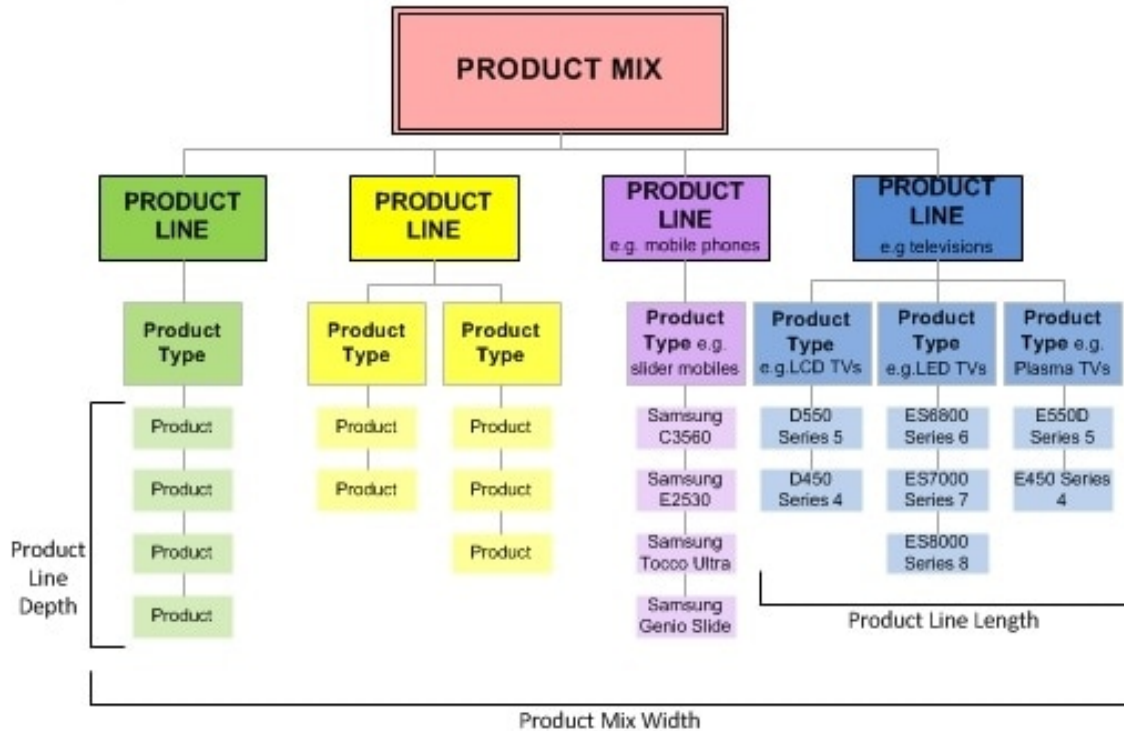 PRODUCT MIX
PRODUCT
LINE
PRODUCT
LINE
PRODUCT
LINE
e.g. mobile phones
PRODUCT
LINE
e.g televisions
Product
Type
Product
Type
Product
Type
Product
Type e.g.
slider mobiles
Product
Type
e.g.LCD TVs
Product
Type
e.g.LED TVs
Product
Type e.g.
Plasma TVs
Product
Product
Product
Product
Product
Product
Product
Product
Product
Samsung
C3560
Samsung
E2530
Samsung
Tocco Ultra
Samsung
Genio Slide
D550
Series 5
D450
Series 4
ES6800
Series 6
ES7000
Series 7
ES8000
Series 8
E550D
Series 5
E450 Series
4
Product
Line
Depth
Product Line Length
Product Mix Width